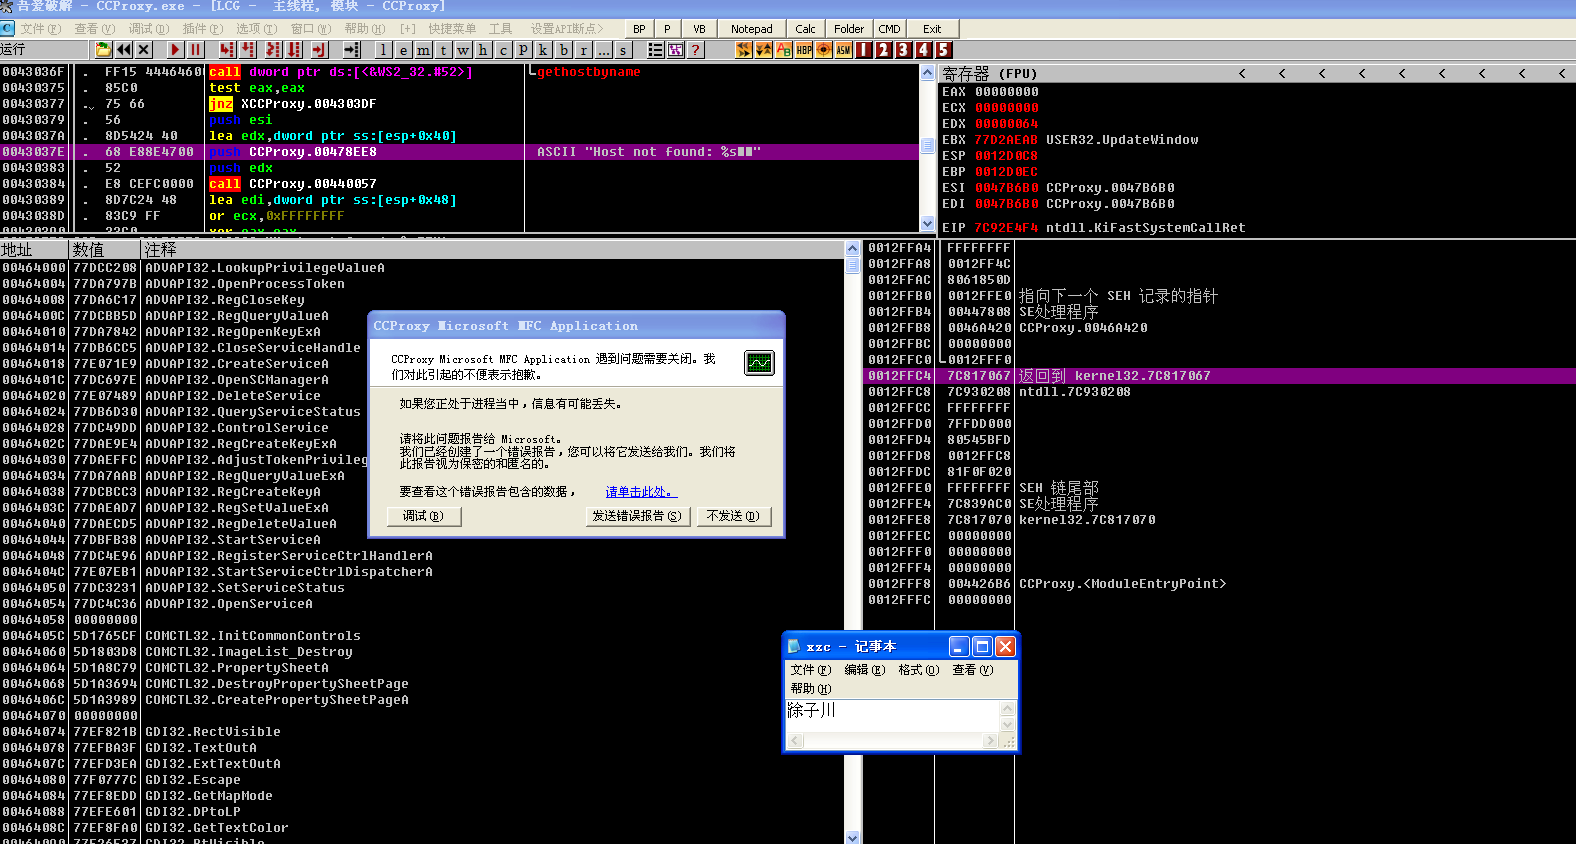 吾爱破解 - CCProxy.exe - [LCG - 主线程, 模块 - CCProxy]
文件(F) 查看(V) 调试(D) 插件(P) 选项(T) 窗口(W) 帮助(H) [+] 快捷菜单 工具 设置API断点>
BP P VB Notepad Calc Folder CMD Exit
运行
l e m t w h c p k b r ... s
? HBP ASM 1 2 3 4 5
0043036F . FF15 4446460 call dword ptr ds:[<&WS2_32.#52>] gethostbyname
00430375 . 85C0 test eax,eax
00430377 . 75 66 jnz XCCProxy.004303DF
00430379 . 56 push esi
0043037A . 8D5424 40 lea edx,dword ptr ss:[esp+0x40]
0043037E . 68 E88E4700 push CCProxy.00478EE8 ASCII "Host not found: %s
00430383 . 52 push edx
00430384 . E8 CEFC0000 call CCProxy.00440057
00430389 . 8D7C24 48 lea edi,dword ptr ss:[esp+0x48]
0043038D . 83C9 FF or ecx,0xFFFFFFFF
寄存器 (FPU) < < < < < < < < <
EAX 00000000
ECX 00000000
EDX 00000064
EBX 77D2AEAB USER32.UpdateWindow
ESP 0012D0C8
EBP 0012D0EC
ESI 0047B6B0 CCProxy.0047B6B0
EDI 0047B6B0 CCProxy.0047B6B0
EIP 7C92E4F4 ntdll.KiFastSystemCallRet
地址 数值 注释
00464000 77DCC208 ADVAPI32.LookupPrivilegeValueA
00464004 77DA797B ADVAPI32.OpenProcessToken
00464008 77DA6C17 ADVAPI32.RegCloseKey
0046400C 77DCBB5D ADVAPI32.RegQueryValueA
00464010 77DA7842 ADVAPI32.RegOpenKeyExA
00464014 77DB6CC5 ADVAPI32.CloseServiceHandle
00464018 77E071E9 ADVAPI32.CreateServiceA
0046401C 77DC697E ADVAPI32.OpenSCManagerA
00464020 77E07489 ADVAPI32.DeleteService
00464024 77DB6D30 ADVAPI32.QueryServiceStatus
00464028 77DC49DD ADVAPI32.ControlService
0046402C 77DAE9E4 ADVAPI32.RegCreateKeyExA
00464030 77DAEFFC ADVAPI32.AdjustTokenPrivileg
00464034 77DA7AAB ADVAPI32.RegQueryValueExA
00464038 77DCBCC3 ADVAPI32.RegCreateKeyA
0046403C 77DAEAD7 ADVAPI32.RegSetValueExA
00464040 77DAECD5 ADVAPI32.RegDeleteValueA
00464044 77DBFB38 ADVAPI32.StartServiceA
00464048 77DC4E96 ADVAPI32.RegisterServiceCtrlHandlerA
0046404C 77E07EB1 ADVAPI32.StartServiceCtrlDispatcherA
00464050 77DC3231 ADVAPI32.SetServiceStatus
00464054 77DC4C36 ADVAPI32.OpenServiceA
00464058 00000000
0046405C 5D1765CF COMCTL32.InitCommonControls
00464060 5D1803D8 COMCTL32.ImageList_Destroy
00464064 5D1A8C79 COMCTL32.PropertySheetA
00464068 5D1A3694 COMCTL32.DestroyPropertySheetPage
0046406C 5D1A3989 COMCTL32.CreatePropertySheetPageA
00464070 00000000
00464074 77EF821B GDI32.RectVisible
00464078 77EFBA3F GDI32.TextOutA
0046407C 77EFD3EA GDI32.ExtTextOutA
00464080 77F0777C GDI32.Escape
00464084 77EF8EDD GDI32.GetMapMode
00464088 77EFE601 GDI32.DPtoLP
0046408C 77EF8FA0 GDI32.GetTextColor
CCProxy Microsoft MFC Application
CCProxy Microsoft MFC Application 遇到问题需要关闭。我
们对此引起的不便表示抱歉。
如果您正处于进程当中，信息有可能丢失。
请将此问题报告给 Microsoft。
我们已经创建了一个错误报告，您可以将它发送给我们。我们将
此报告视为保密的和匿名的。
要查看这个错误报告包含的数据， 请单击此处。
调试(B) 发送错误报告(S) 不发送(D)
0012FFA4 FFFFFFFF
0012FFA8 0012FF4C
0012FFAC 8061850D
0012FFB0 0012FFE0 指向下一个 SEH 记录的指针
0012FFB4 00447808 SE处理程序
0012FFB8 0046A420 CCProxy.0046A420
0012FFBC 00000000
0012FFC0 0012FFF0
0012FFC4 7C817067 返回到 kernel32.7C817067
0012FFC8 7C930208 ntdll.7C930208
0012FFCC FFFFFFFF
0012FFD0 7FFDD000
0012FFD4 80545BFD
0012FFD8 0012FFC8
0012FFDC 81F0F020
0012FFE0 FFFFFFFF SEH 链尾部
0012FFE4 7C839AC0 SE处理程序
0012FFE8 7C817070 kernel32.7C817070
0012FFEC 00000000
0012FFF0 00000000
0012FFF4 00000000
0012FFF8 004426B6 CCProxy.<ModuleEntryPoint>
0012FFFC 00000000
xzc - 记事本
文件(F) 编辑(E) 格式(O) 查看(V)
帮助(H)
涂子川